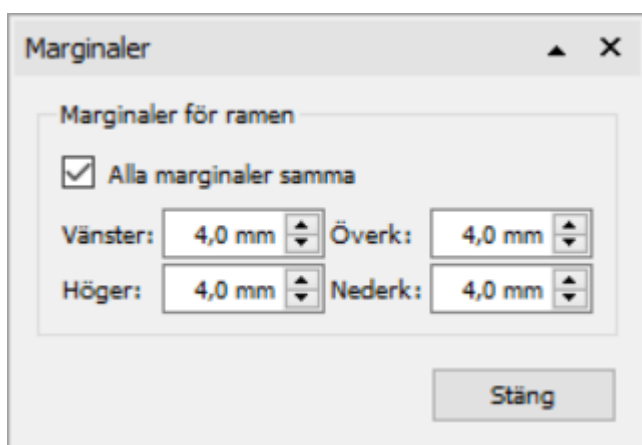 Marginaler
Marginaler för ramen
Alla marginaler samma
Vänster: 4,0 mm Överk: 4,0 mm
Höger: 4,0 mm Nederk: 4,0 mm
Stäng